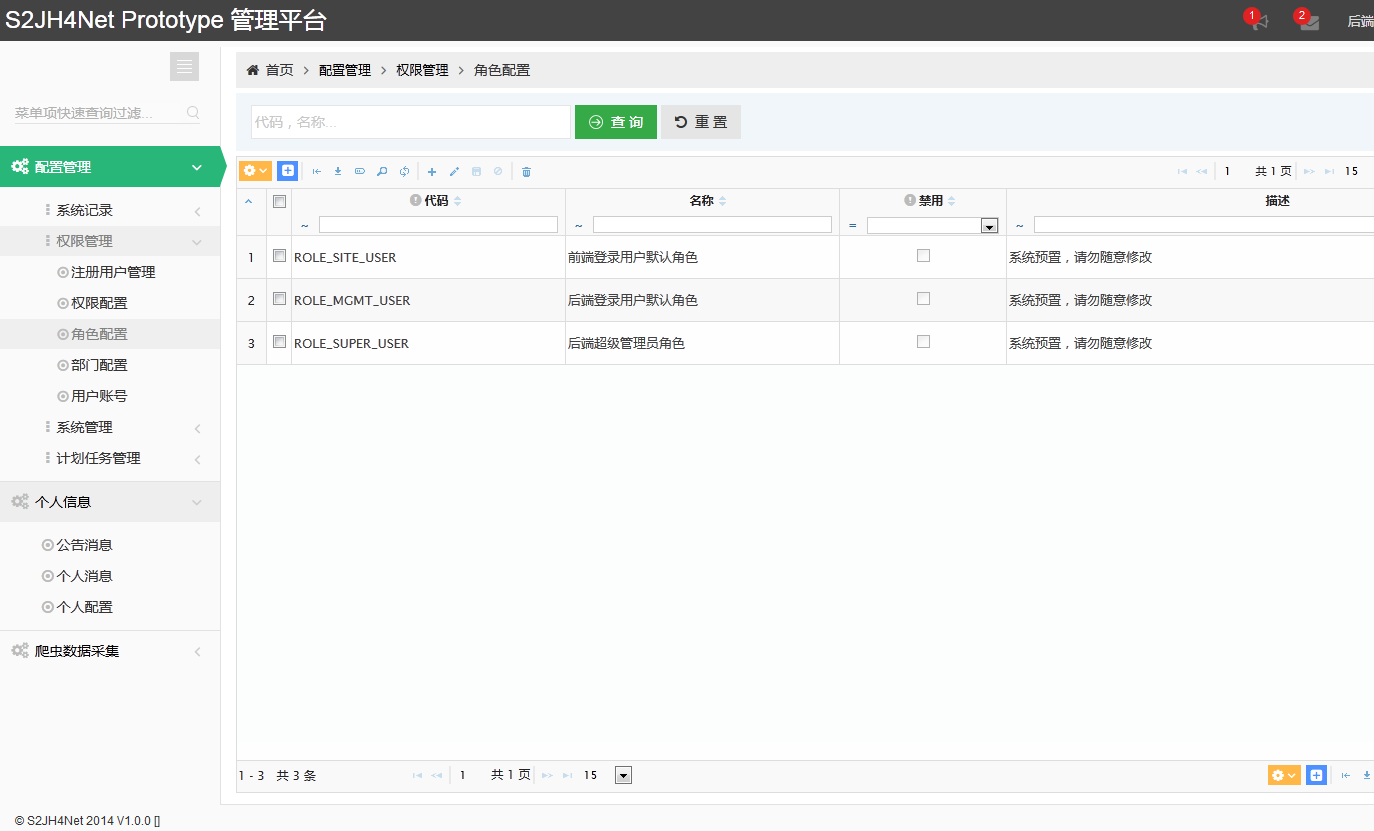 S2JH4Net Prototype 管理平台
1
2
后端
菜单项快速查询过滤...
首页 > 配置管理 > 权限管理 > 角色配置
代码，名称...
查 询
重 置
配置管理
系统记录
权限管理
注册用户管理
权限配置
角色配置
部门配置
用户账号
系统管理
计划任务管理
个人信息
公告消息
个人消息
个人配置
爬虫数据采集
1 共 1 页 15
代码 名称 禁用 描述
~ ~ = ~
1 ROLE_SITE_USER 前端登录用户默认角色 系统预置，请勿随意修改
2 ROLE_MGMT_USER 后端登录用户默认角色 系统预置，请勿随意修改
3 ROLE_SUPER_USER 后端超级管理员角色 系统预置，请勿随意修改
1 - 3 共 3 条 1 共 1 页 15
© S2JH4Net 2014 V1.0.0 []